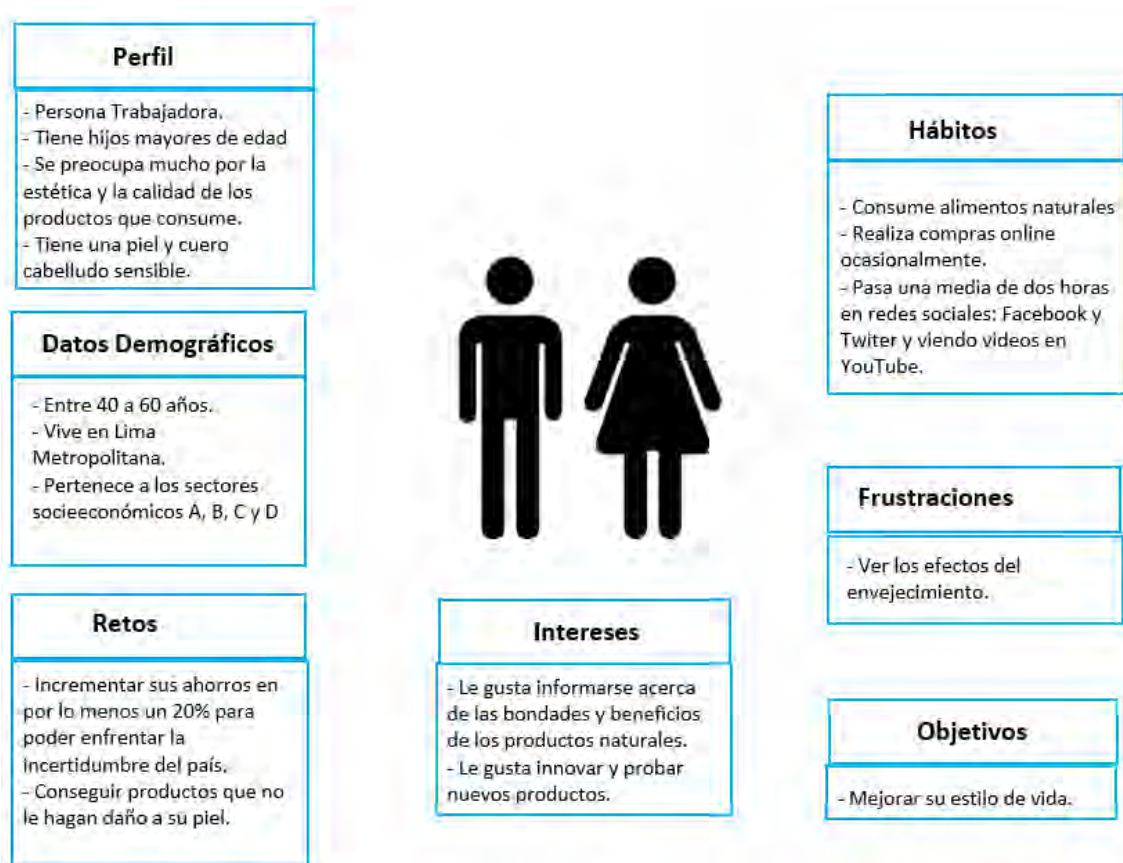 Perfil
- Persona Trabajadora.
- Tiene hijos mayores de edad
- Se preocupa mucho por la
estética y la calidad de los
productos que consume.
- Tiene una piel y cuero
cabelludo sensible.
Datos Demográficos
- Entre 40 a 60 años.
- Vive en Lima
Metropolitana.
- Pertenece a los sectores
socieeconómicos A, B, C y D
Retos
- Incrementar sus ahorros en
por lo menos un 20% para
poder enfrentar la
incertidumbre del país.
- Conseguir productos que no
le hagan daño a su piel.
Intereses
- Le gusta informarse acerca
de las bondades y beneficios
de los productos naturales.
- Le gusta innovar y probar
nuevos productos.
Hábitos
- Consume alimentos naturales
- Realiza compras online
ocasionalmente.
- Pasa una media de dos horas
en redes sociales: Facebook y
Twiter y viendo videos en
YouTube.
Frustraciones
- Ver los efectos del
envejecimiento.
Objetivos
- Mejorar su estilo de vida.